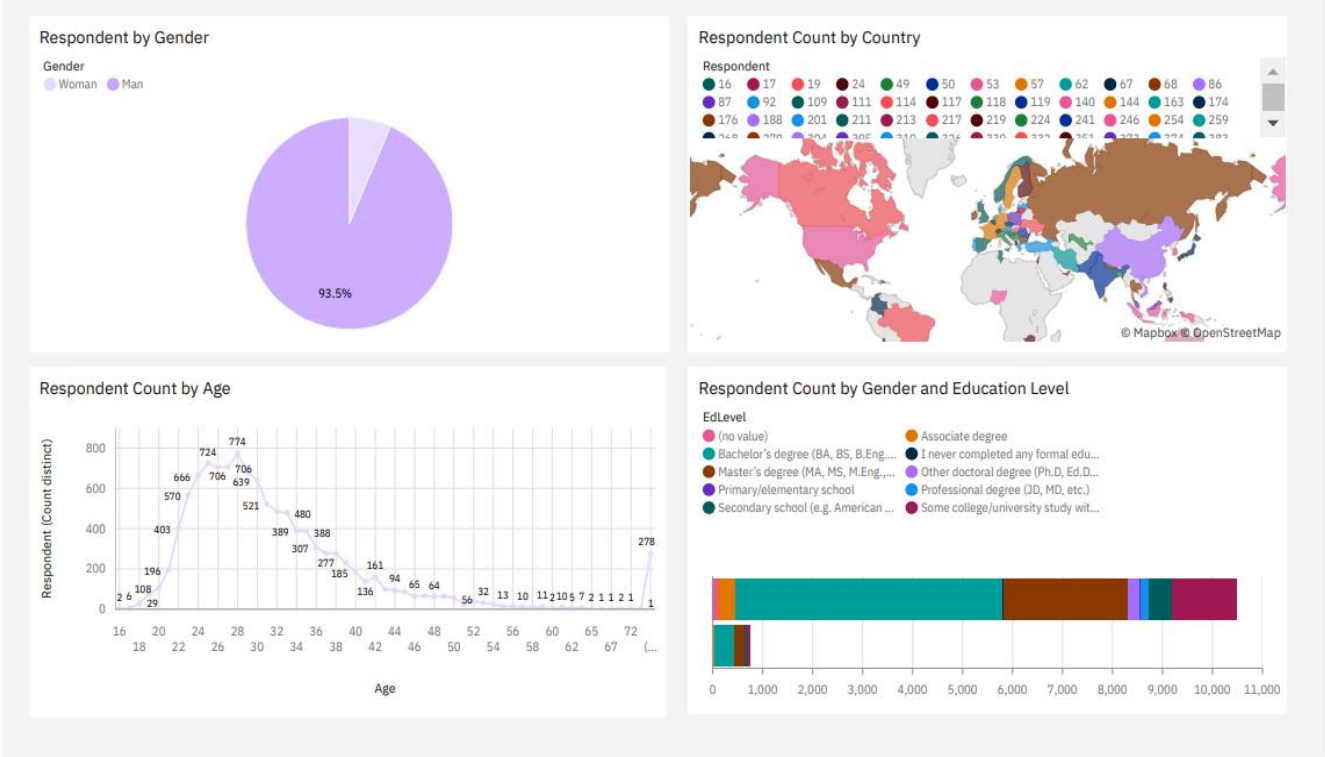 Respondent by Gender
Gender
Woman Man
93.5%
Respondent Count by Country
Respondent
16 17 19 24 49 50 53 57 62 67 68 86
87 92 109 111 114 117 118 119 140 144 163 174
176 188 201 211 213 217 219 224 241 246 254 259
© Mapbox © OpenStreetMap
Respondent Count by Age
Respondent (Count distinct)
800
600
400
200
0
2 6 108 29 196 403 570 666 724 706 774 706 639 521 389 480 307 388 277 185 136 161 94 65 64 56 32 13 10 11 2 10 5 7 2 1 1 2 1 278 1
16 20 24 28 32 36 40 44 48 52 56 60 65 72
18 22 26 30 34 38 42 46 50 54 58 62 67 (...
Age
Respondent Count by Gender and Education Level
EdLevel
(no value) Associate degree
Bachelor's degree (BA, BS, B.Eng.... I never completed any formal edu...
Master's degree (MA, MS, M.Eng.,... Other doctoral degree (Ph.D, Ed.D...
Primary/elementary school Professional degree (JD, MD, etc.)
Secondary school (e.g. American ... Some college/university study wit...
0 1,000 2,000 3,000 4,000 5,000 6,000 7,000 8,000 9,000 10,000 11,000